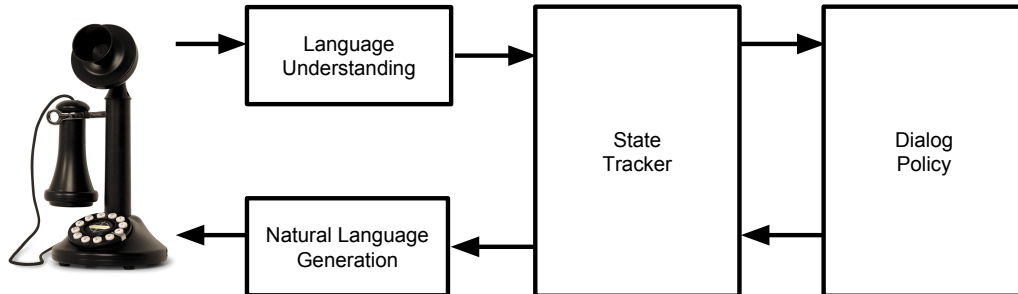 Language
Understanding
State
Tracker
Dialog
Policy
Natural Language
Generation